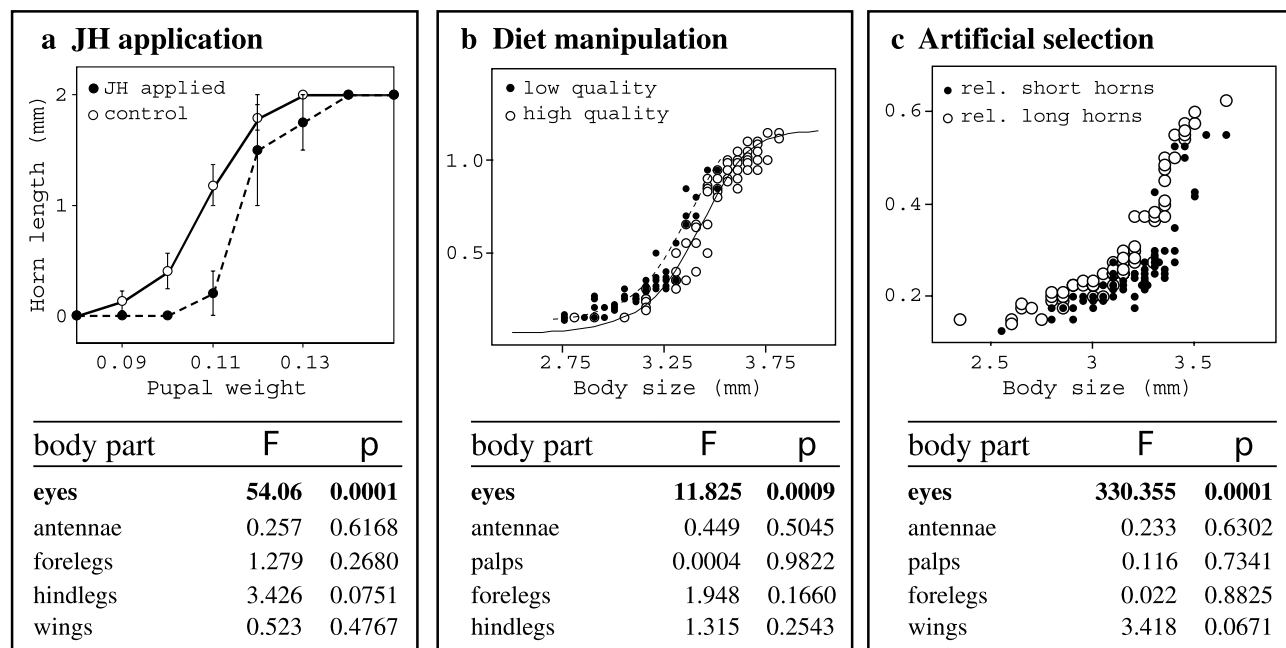 a JH application
JH applied
control
Horn length (mm)
2
1
0
0.09 0.11 0.13
Pupal weight
body part F p
eyes 54.06 0.0001
antennae 0.257 0.6168
forelegs 1.279 0.2680
hindlegs 3.426 0.0751
wings 0.523 0.4767
b Diet manipulation
low quality
high quality
1.0
0.5
2.75 3.25 3.75
Body size (mm)
body part F p
eyes 11.825 0.0009
antennae 0.449 0.5045
palps 0.0004 0.9822
forelegs 1.948 0.1660
hindlegs 1.315 0.2543
c Artificial selection
rel. short horns
rel. long horns
0.6
0.4
0.2
2.5 3 3.5
Body size (mm)
body part F p
eyes 330.355 0.0001
antennae 0.233 0.6302
palps 0.116 0.7341
forelegs 0.022 0.8825
wings 3.418 0.0671